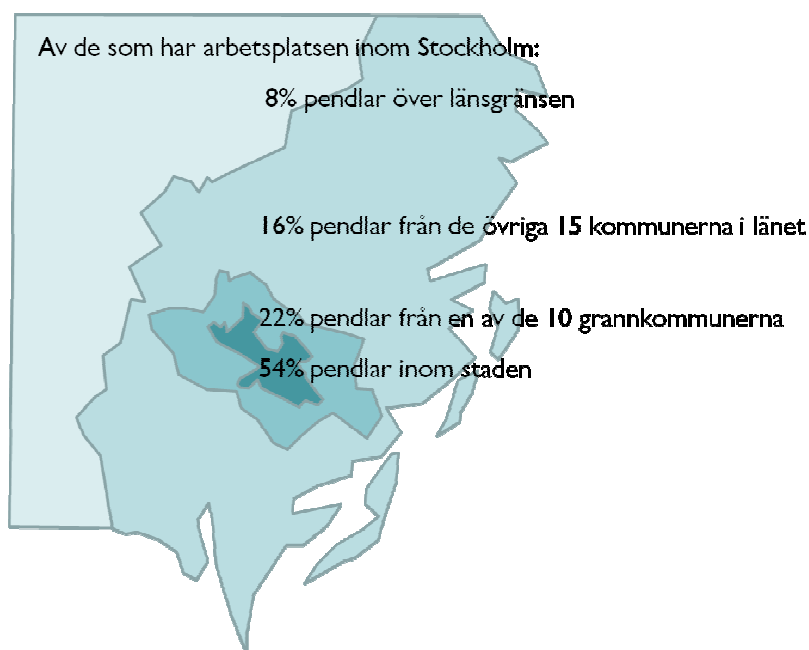 Av de som har arbetsplatsen inom Stockholm:
8% pendlar över länsgränsen
16% pendlar från de övriga 15 kommunerna i länet
22% pendlar från en av de 10 grannkommunerna
54% pendlar inom staden